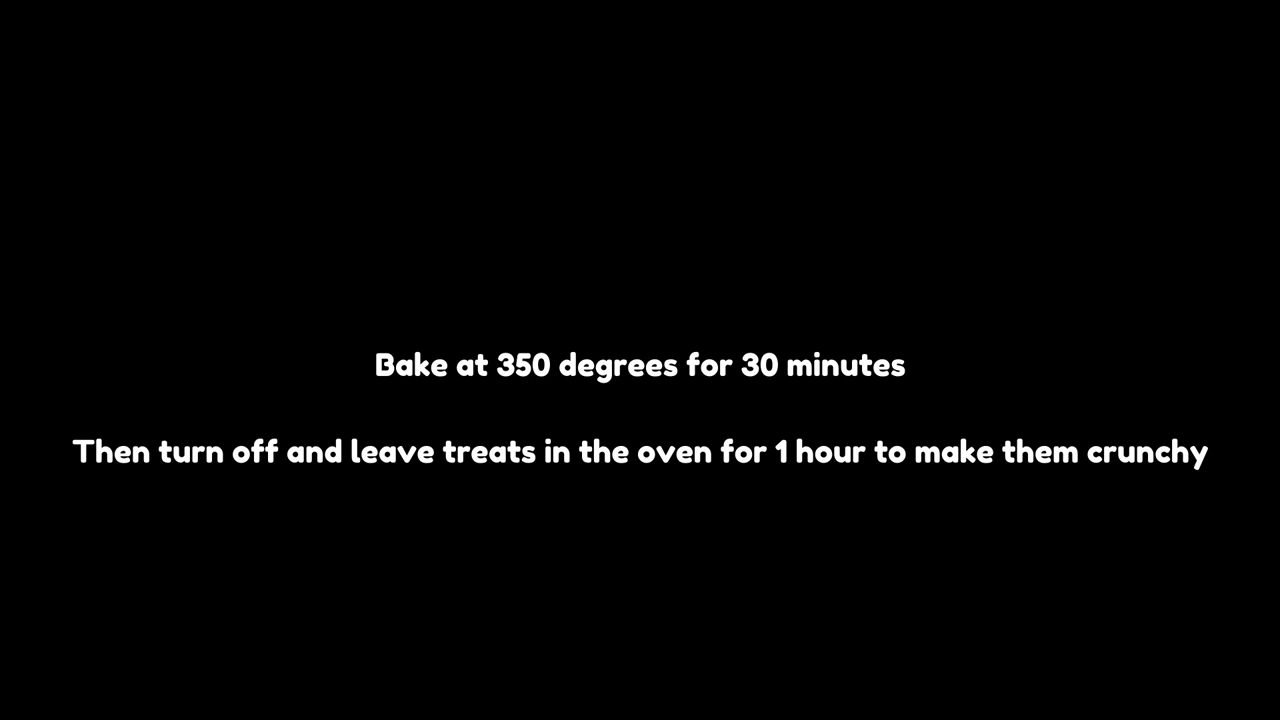 Bake at 350 degrees for 30 minutes
Then turn off and leave treats in the oven for 1 hour to make them crunchy